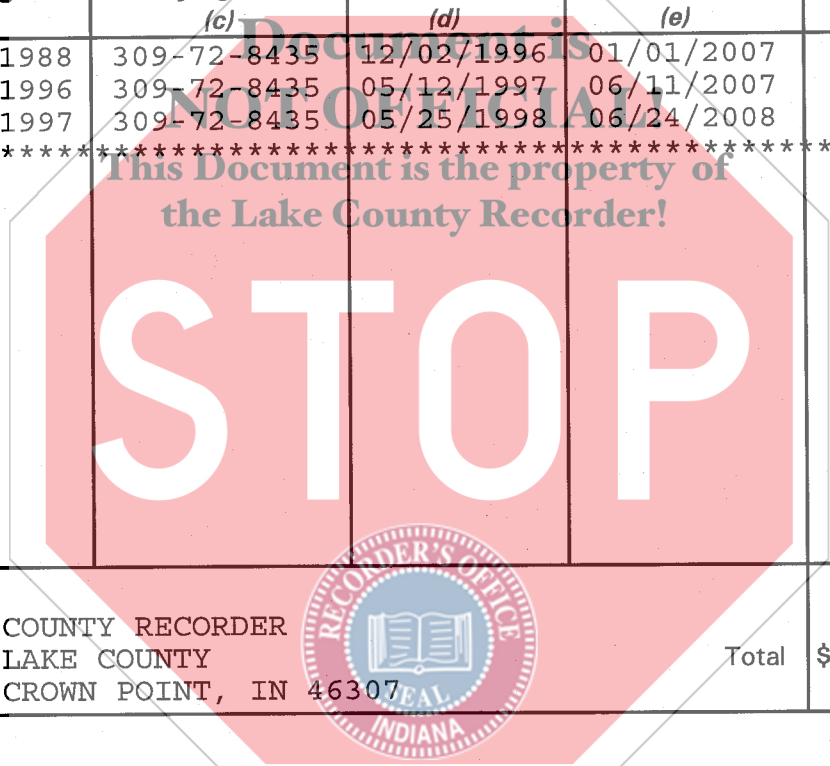 (c) (d) (e)
1988 309-72-8435 12/02/1996 01/01/2007
1996 309-72-8435 05/12/1997 06/11/2007
1997 309-72-8435 05/25/1998 06/24/2008
Document is
NOT OFFICIAL!
This Document is the property of
the Lake County Recorder!
STOP
RECORDER'S OFFICE
SEAL
INDIANA
COUNTY RECORDER
LAKE COUNTY
CROWN POINT, IN 46307
Total $